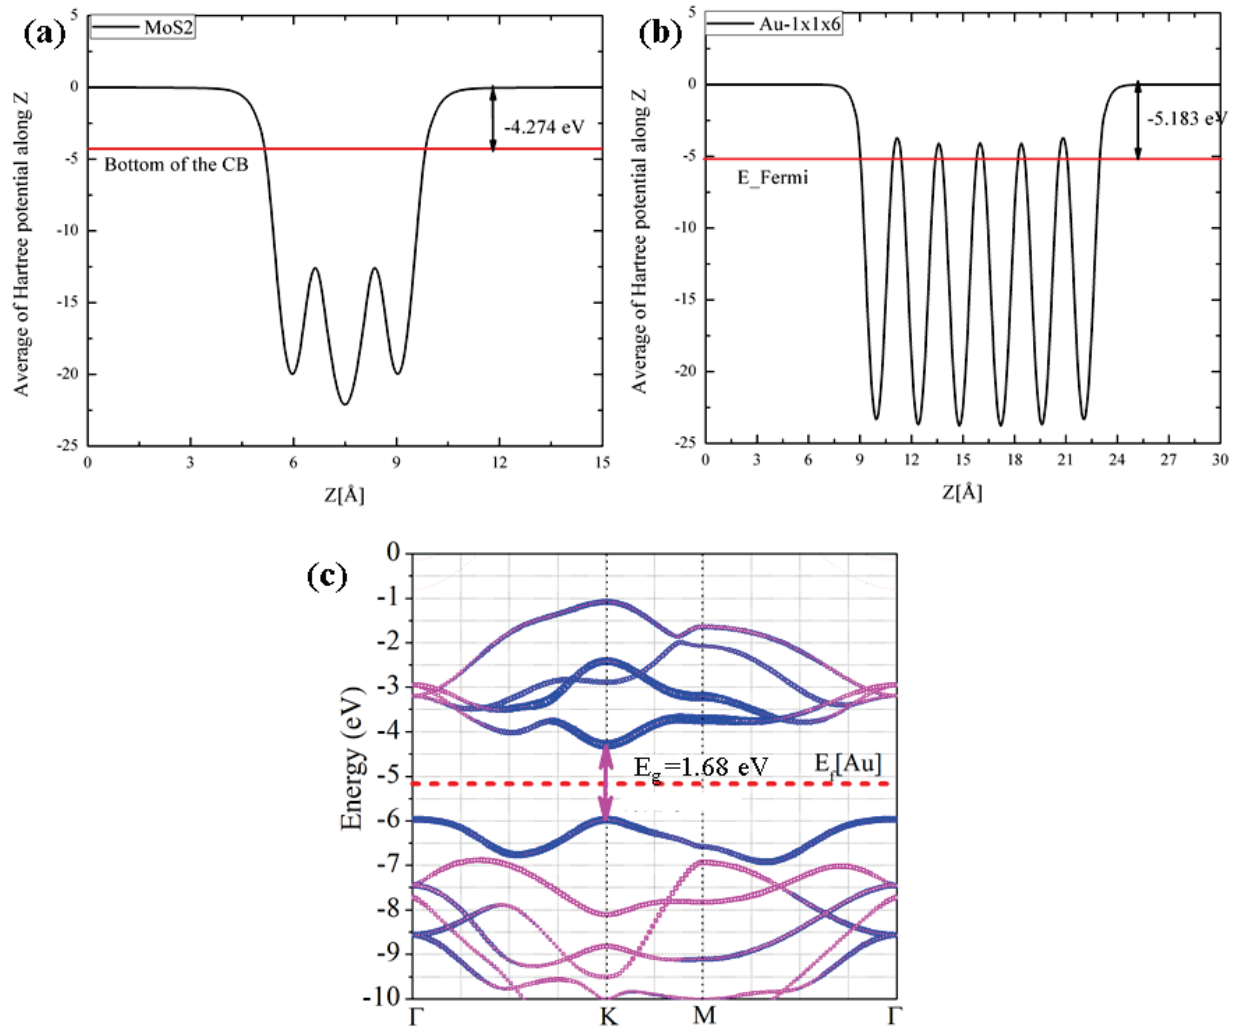 (a)
MoS2
5
0
-5
-10
-15
-20
-25
Average of Hartree potential along Z
-4.274 eV
Bottom of the CB
0 3 6 9 12 15
Z[Å]
(b)
Au-1x1x6
5
0
-5
-10
-15
-20
-25
Average of Hartree potential along Z
-5.183 eV
E_Fermi
0 3 6 9 12 15 18 21 24 27 30
Z[Å]
(c)
0
-1
-2
-3
-4
-5
-6
-7
-8
-9
-10
Energy (eV)
Eg=1.68 eV
Ef[Au]
Γ K M Γ